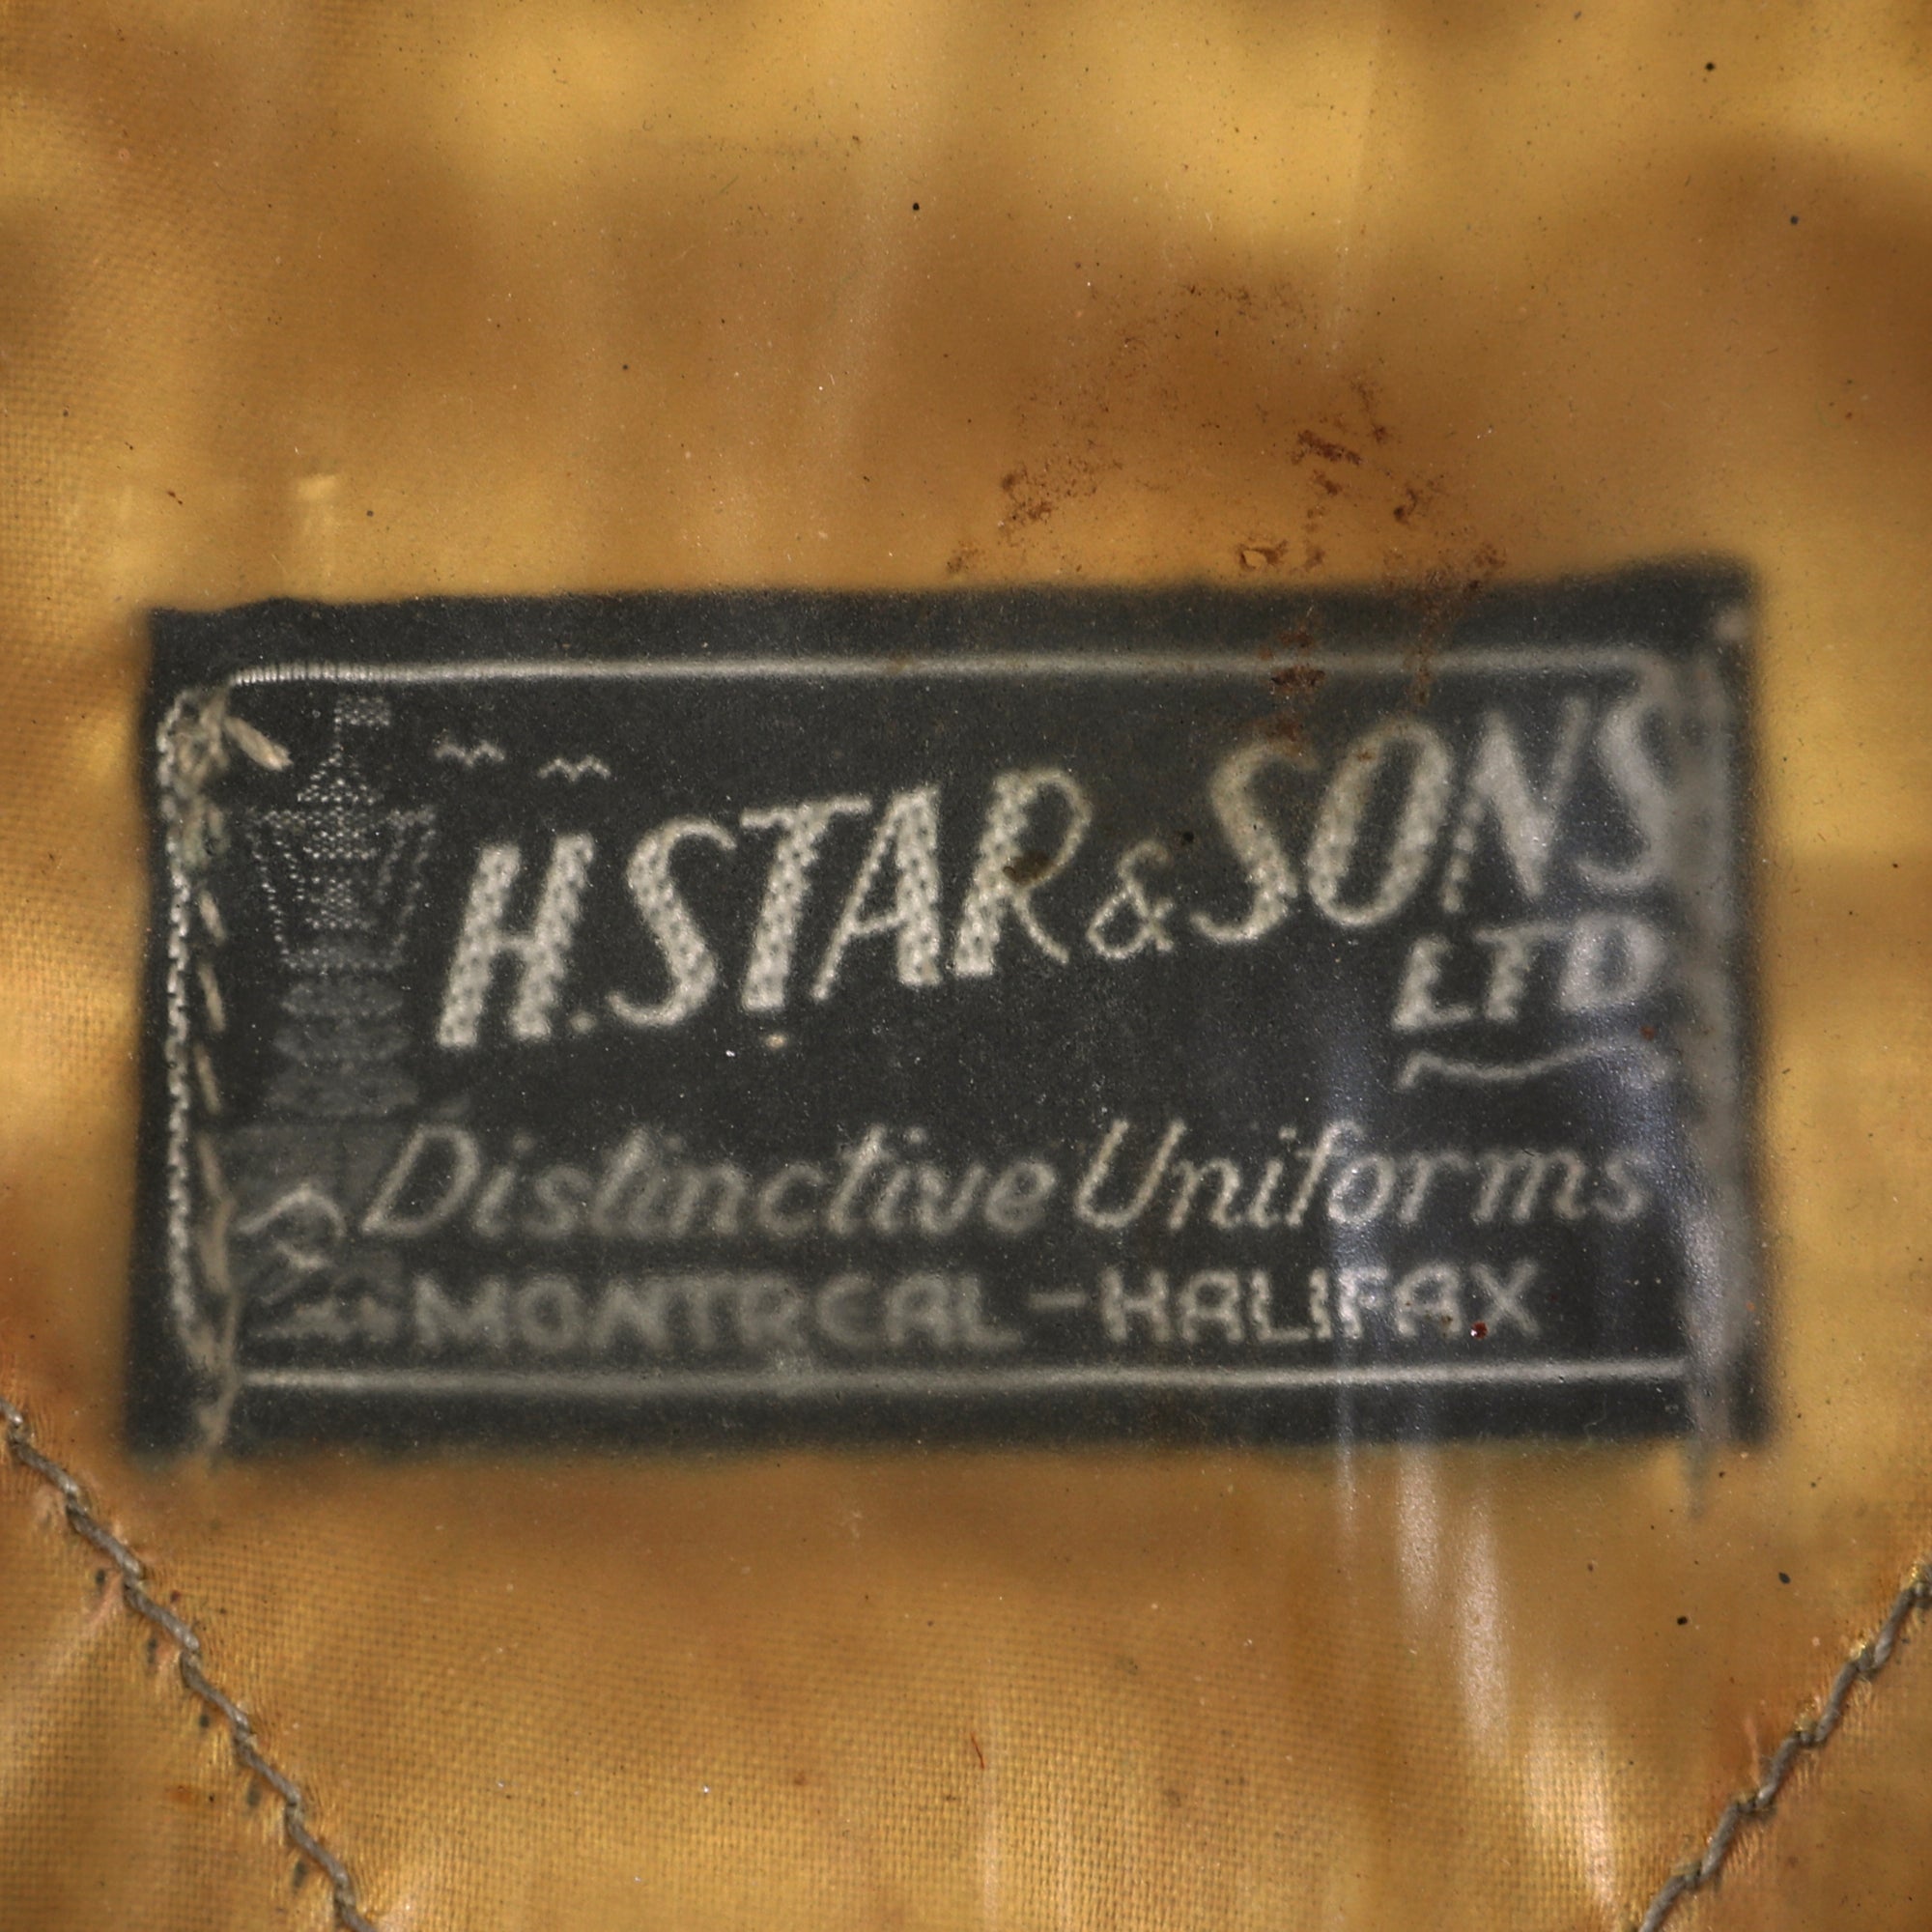 H. STAR & SONS
LTD
Distinctive Uniforms
MONTREAL - HALIFAX